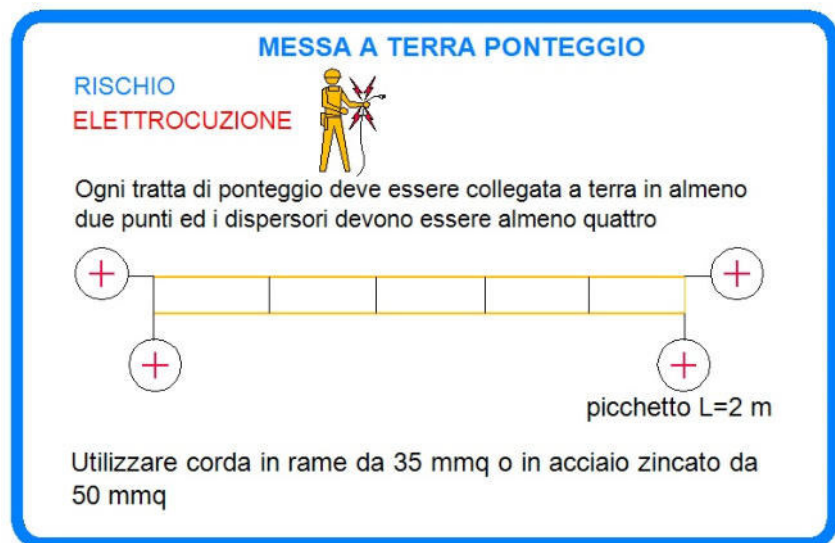 MESSA A TERRA PONTEGGIO
RISCHIO
ELETTROCUZIONE
Ogni tratta di ponteggio deve essere collegata a terra in almeno
due punti ed i dispersori devono essere almeno quattro
picchetto L=2 m
Utilizzare corda in rame da 35 mmq o in acciaio zincato da
50 mmq